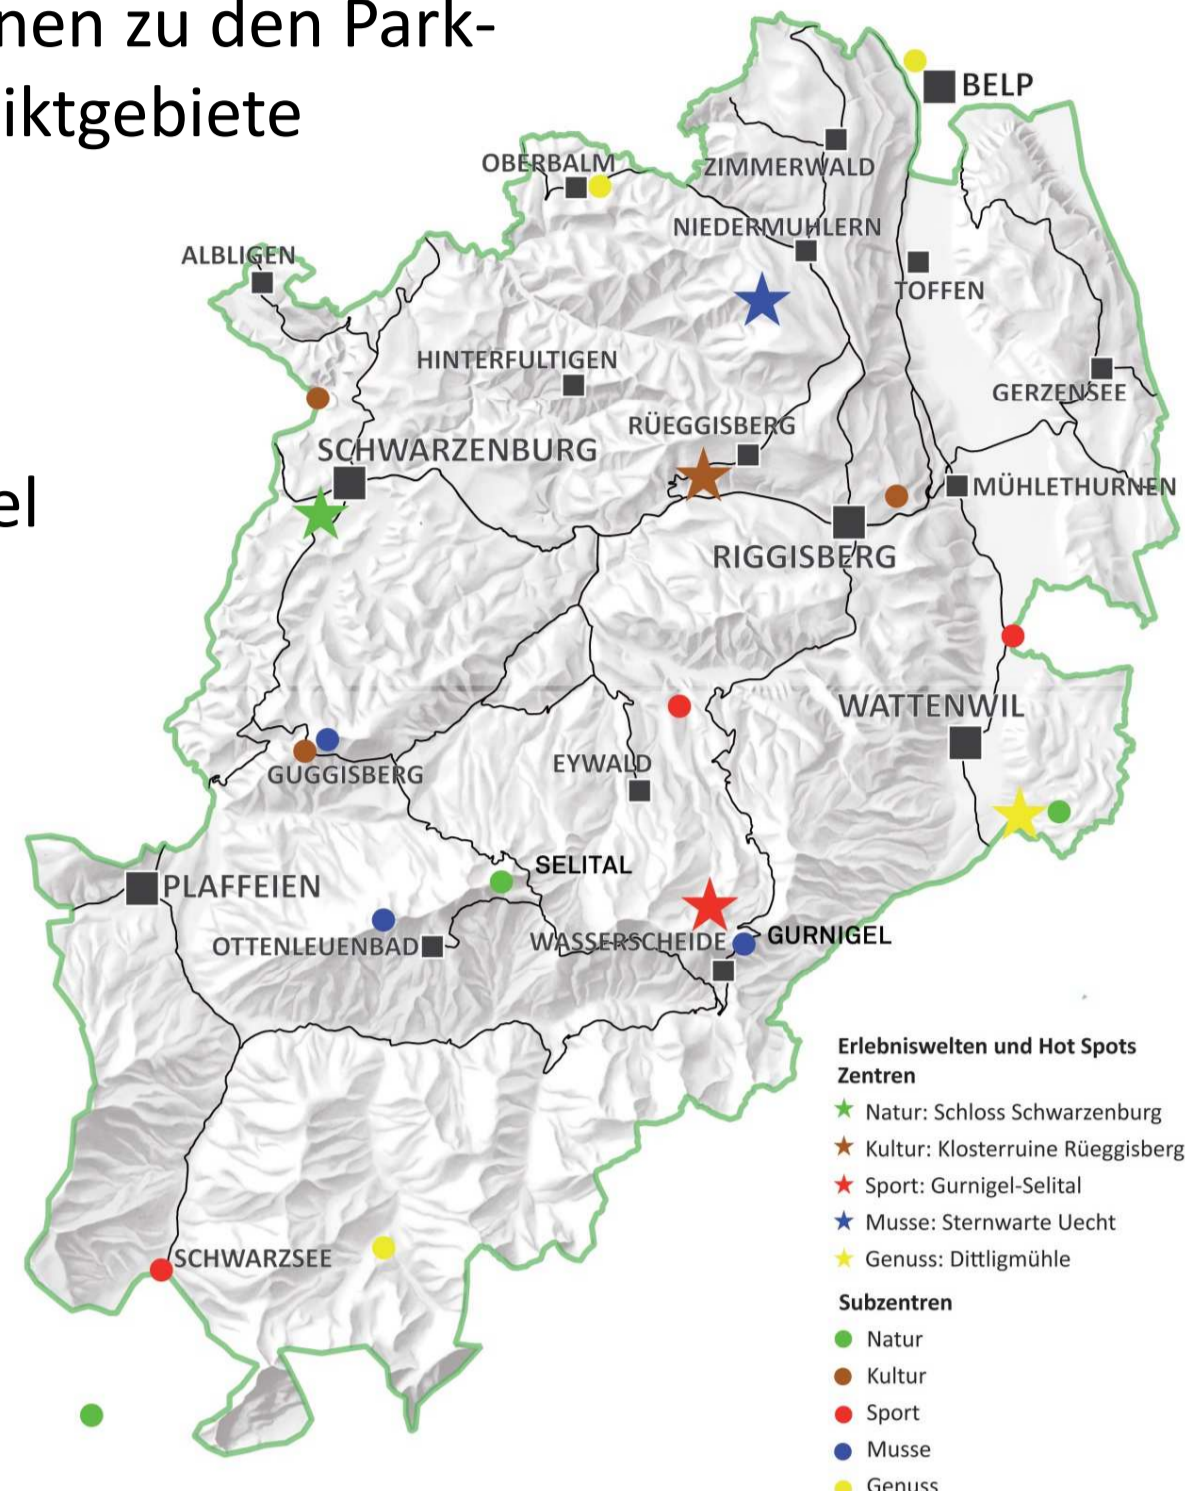 nen zu den Park-
iktgebiete
el
BELP
ZIMMERWALD
OBERBALM
NIEDERMUHLERN
ALBLIGEN
TOFFEN
HINTERFULTIGEN
GERZENSEE
RÜEGGISBERG
SCHWARZENBURG
MÜHLETHURNEN
RIGGISBERG
WATTENWIL
EYWALD
GUGGISBERG
SELITAL
PLAFFEIEN
OTTENLEUENBAD
WASSERSCHEIDE
GURNIGEL
SCHWARZSEE
Erlebniswelten und Hot Spots
Zentren
Natur: Schloss Schwarzenburg
Kultur: Klosterruine Rüeggisberg
Sport: Gurnigel-Selital
Musse: Sternwarte Uecht
Genuss: Dittligmühle
Subzentren
Natur
Kultur
Sport
Musse
Genuss